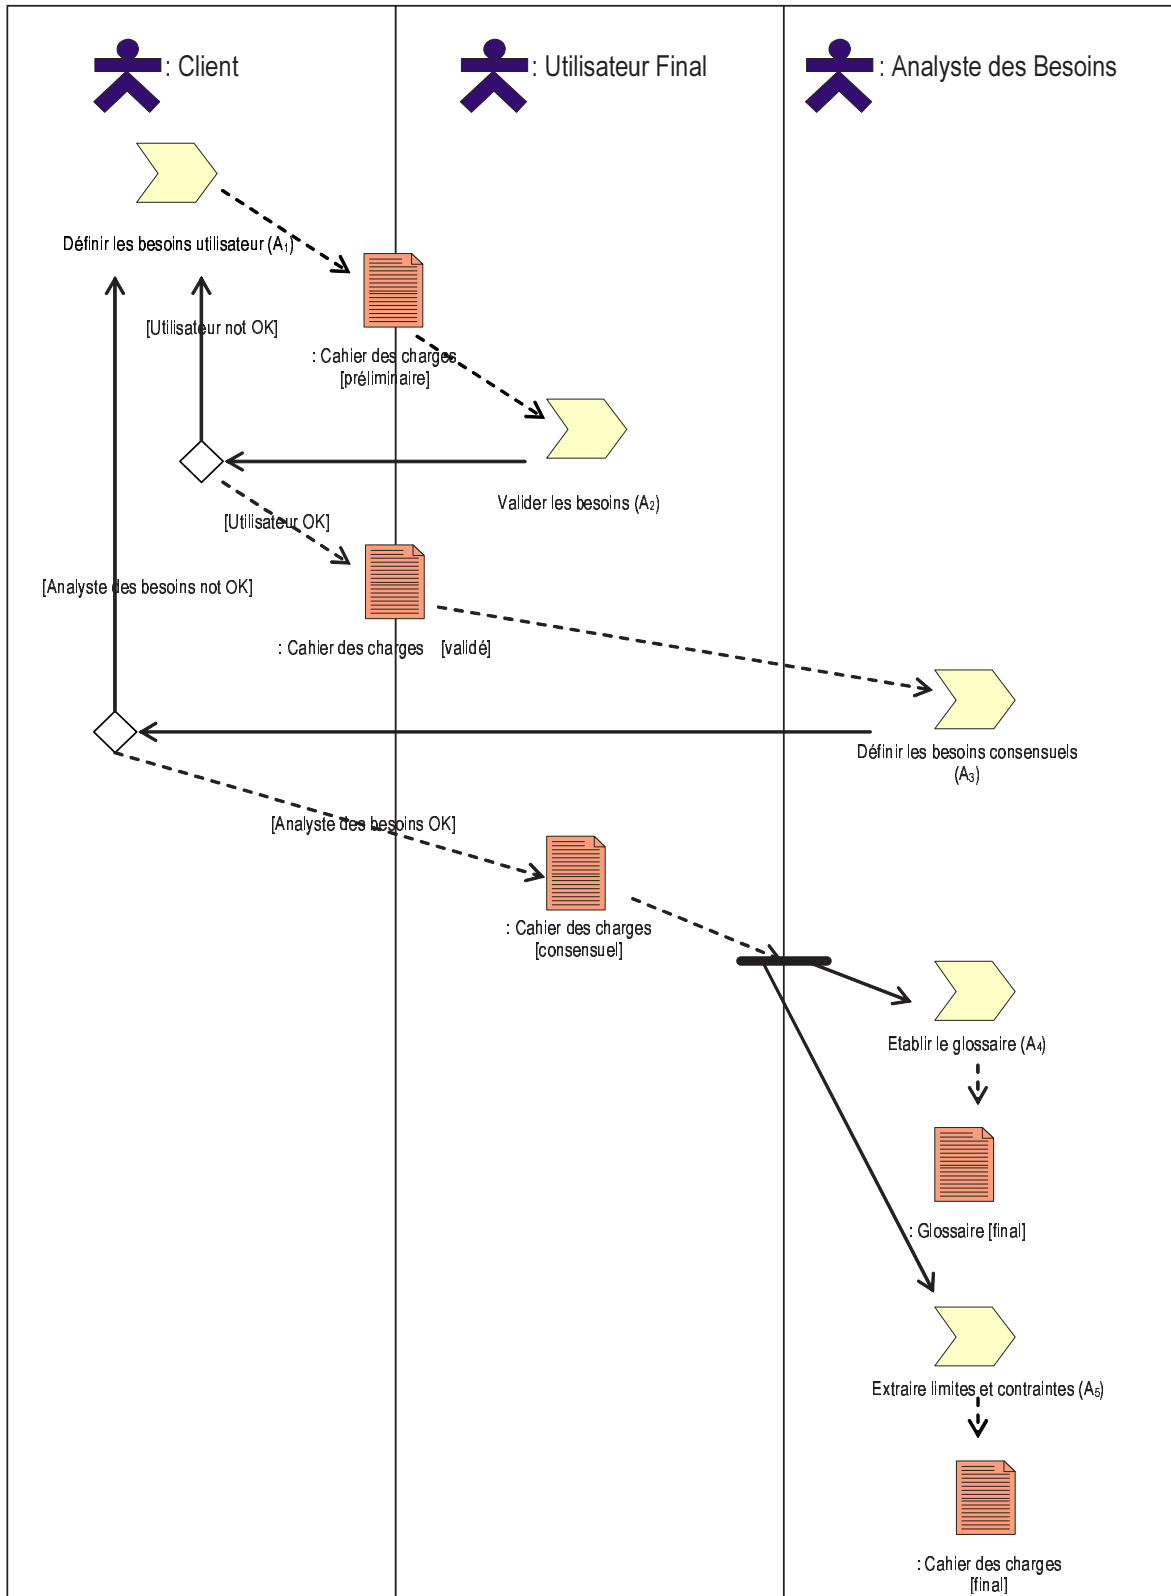 : Client
: Utilisateur Final
: Analyste des Besoins
Définir les besoins utilisateur (A₁)
[Utilisateur not OK]
: Cahier des charges
[préliminaire]
Valider les besoins (A₂)
[Utilisateur OK]
[Analyste des besoins not OK]
: Cahier des charges [validé]
Définir les besoins consensuels
(A₃)
[Analyste des besoins OK]
: Cahier des charges
[consensuel]
Etablir le glossaire (A₄)
: Glossaire [final]
Extraire limites et contraintes (A₅)
: Cahier des charges
[final]